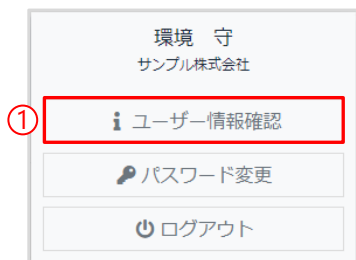 環境　守
サンプル株式会社
① ユーザー情報確認
パスワード変更
ログアウト